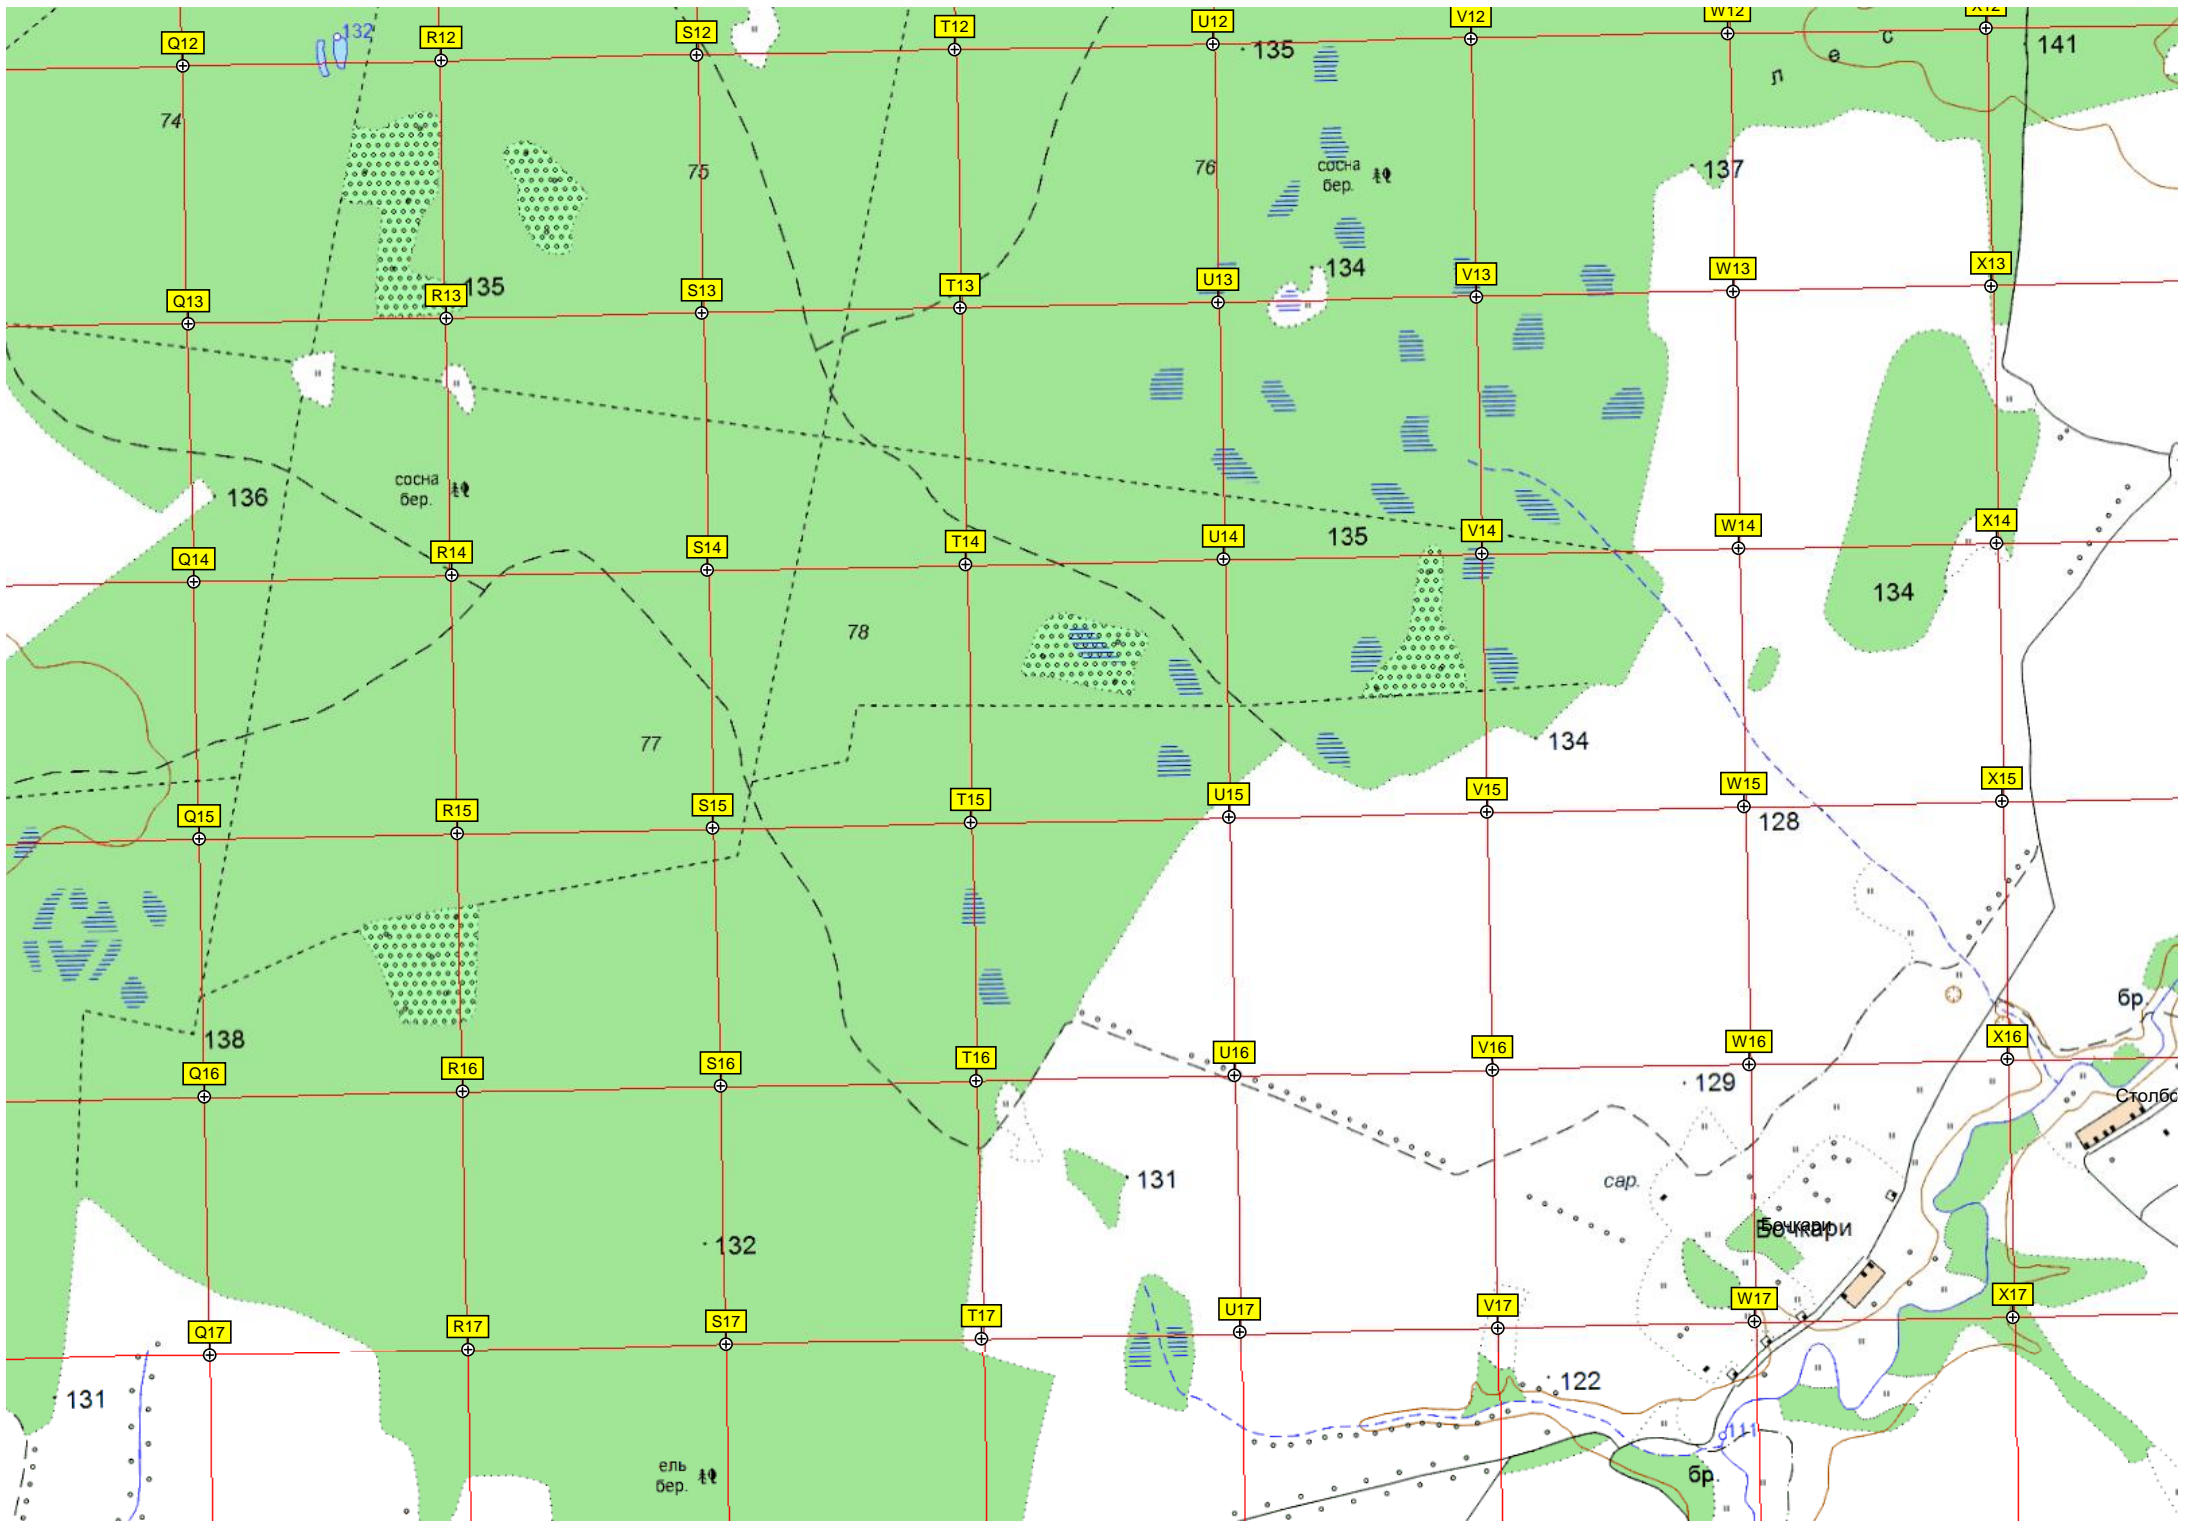 Q12
132
R12
S12
T12
U12
135
V12
W12
X12
л е с
141
74
75
76
сосна
бер.
137
Q13
R13
135
S13
T13
U13
134
V13
W13
X13
136
сосна
бер.
Q14
R14
S14
T14
U14
135
V14
W14
X14
134
78
77
134
Q15
R15
S15
T15
U15
V15
W15
128
X15
138
бр.
Q16
R16
S16
T16
U16
V16
W16
X16
129
Столбо
131
сар.
132
Бочкари
Бочкари
Q17
R17
S17
T17
U17
V17
W17
X17
131
122
111
ель
бер.
бр.